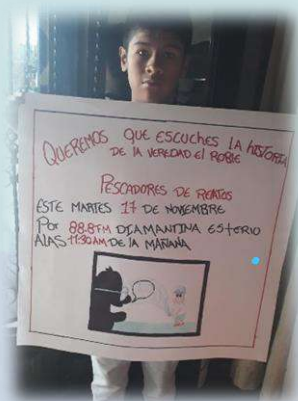 QUEREMOS QUE ESCUCHES LA HISTORIA
DE LA VEREDAD El ROBLE
PESCADORES DE RELATOS
ESTE MARTES 17 DE NOVIEMBRE
POR 88.8 FM DIAMANTINA ESTERIO
ALAS 11:30 AM DE LA MAÑANA